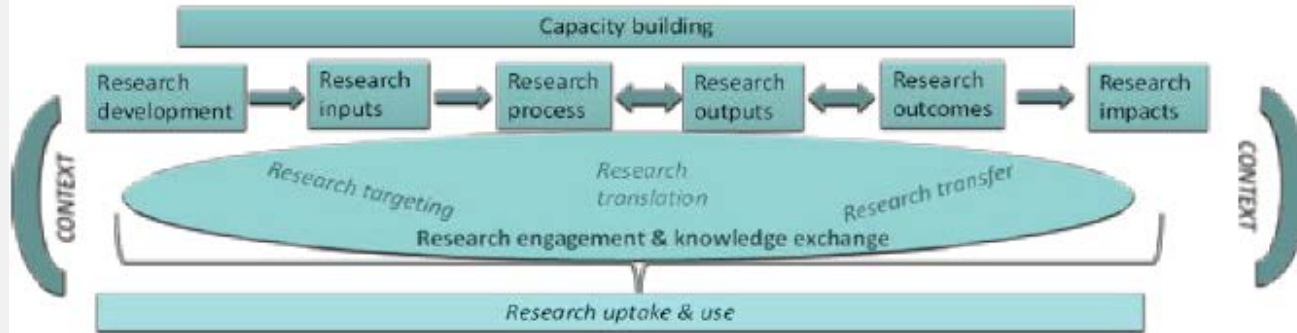 Capacity building
Research
development
Research
inputs
Research
process
Research
outputs
Research
outcomes
Research
impacts
CONTEXT
Research targeting
Research
translation
Research transfer
CONTEXT
Research engagement & knowledge exchange
Research uptake & use